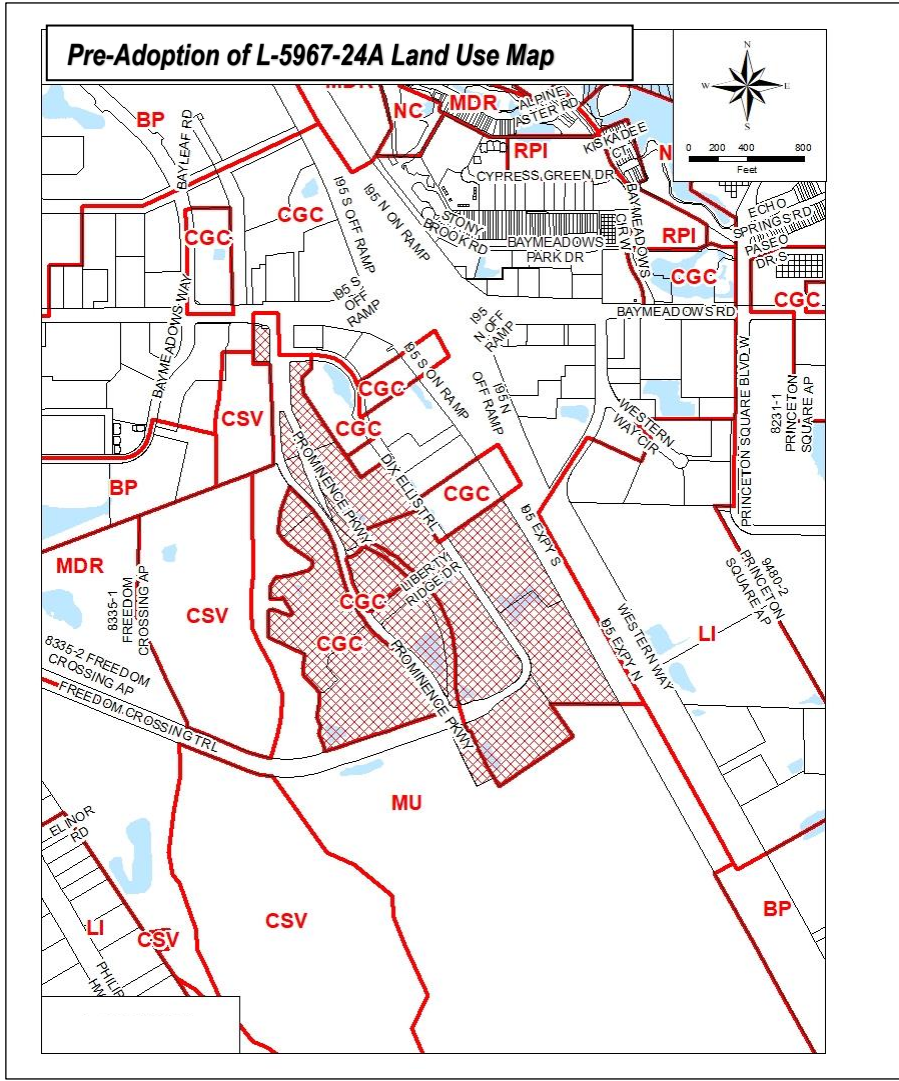 Pre-Adoption of L-5967-24A Land Use Map
N
W
E
S
0 200 400 800
Feet
MDR
NC
MDR
ALPINE
ASTER RD
BP
BAYLEAF RD
RPI
KISKADEE
CT
N
CYPRESS GREEN DR
CGC
I95 S OFF RAMP
I95 N ON RAMP
STONY
BROOK RD
BAYMEADOWS
CIR W
ECHO
SPRINGS RD
CGC
BAYMEADOWS
PARK DR
RPI
PASEO
DR S
CGC
CGC
I95 S
OFF
RAMP
BAYMEADOWS RD
BAYMEADOWS WAY
I95
N OFF
RAMP
I95 S ON RAMP
CGC
I95 N
OFF RAMP
PRINCETON SQUARE BLVD W
8231-1
PRINCETON
SQUARE AP
CSV
CGC
WESTERN
WAY CIR
PROMINENCE PKWY
DIX ELLIS TRL
BP
CGC
I95 EXPY S
MDR
8335-1
FREEDOM
CROSSING AP
CSV
LIBERTY
RIDGE DR
CGC
9480-2
PRINCETON
SQUARE AP
CGC
PROMINENCE PKWY
I95 EXPY N
WESTERN WAY
LI
8335-2 FREEDOM
CROSSING AP
FREEDOM CROSSING TRL
MU
ELINOR
RD
CSV
LI
CSV
BP
PHILIP
HW